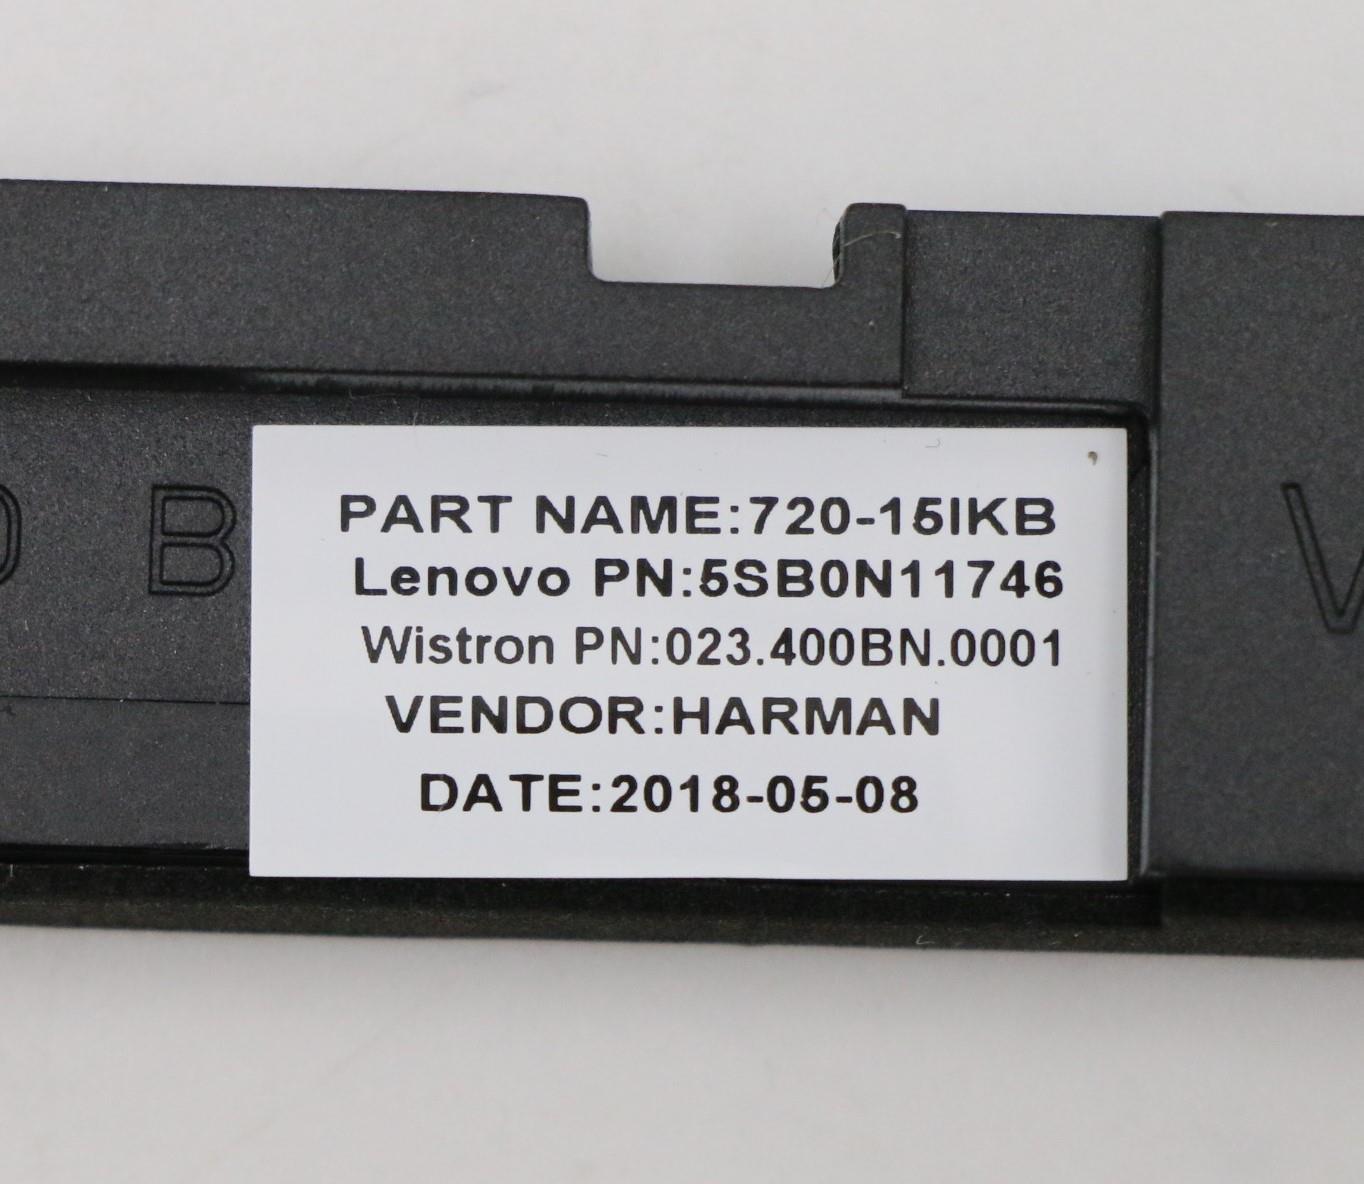 PART NAME:720-15IKB
Lenovo PN:5SB0N11746
Wistron PN:023.400BN.0001
VENDOR:HARMAN
DATE:2018-05-08
B